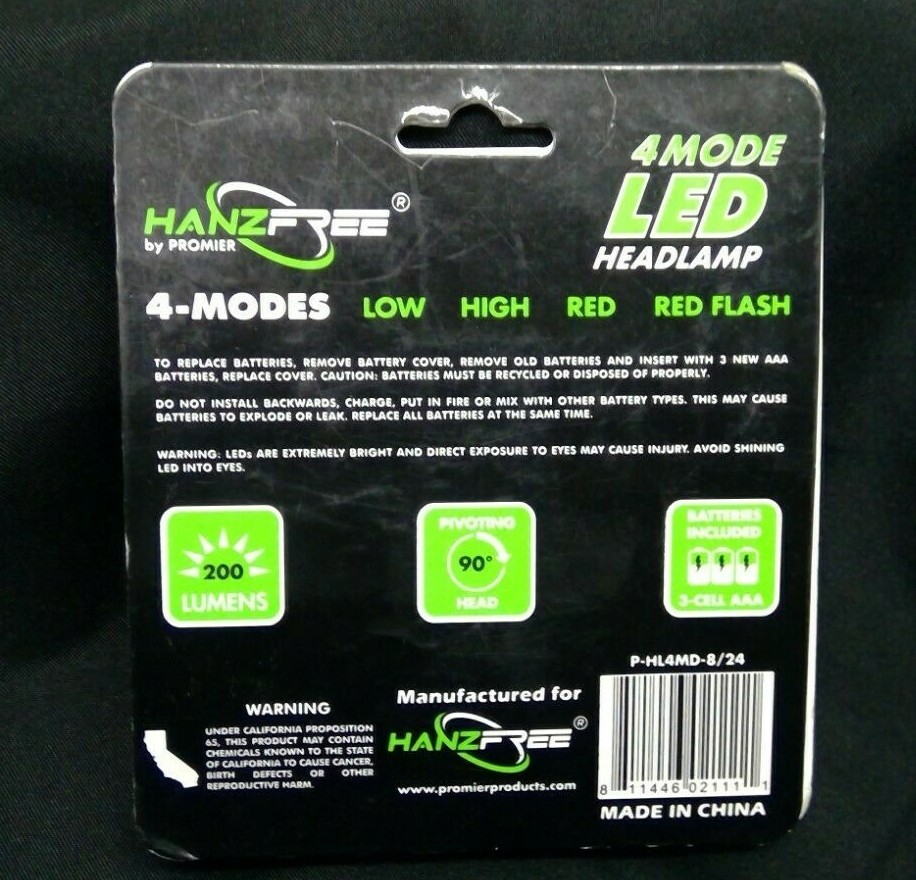 4MODE
LED
HEADLAMP
HANZFREE®
by PROMIER
4-MODES LOW HIGH RED RED FLASH
TO REPLACE BATTERIES, REMOVE BATTERY COVER, REMOVE OLD BATTERIES AND INSERT WITH 3 NEW AAA
BATTERIES, REPLACE COVER. CAUTION: BATTERIES MUST BE RECYCLED OR DISPOSED OF PROPERLY.
DO NOT INSTALL BACKWARDS, CHARGE, PUT IN FIRE OR MIX WITH OTHER BATTERY TYPES. THIS MAY CAUSE
BATTERIES TO EXPLODE OR LEAK. REPLACE ALL BATTERIES AT THE SAME TIME.
WARNING: LEDs ARE EXTREMELY BRIGHT AND DIRECT EXPOSURE TO EYES MAY CAUSE INJURY. AVOID SHINING
LED INTO EYES.
200
LUMENS
PIVOTING
90°
HEAD
BATTERIES
INCLUDED
3-CELL AAA
WARNING
UNDER CALIFORNIA PROPOSITION
65, THIS PRODUCT MAY CONTAIN
CHEMICALS KNOWN TO THE STATE
OF CALIFORNIA TO CAUSE CANCER,
BIRTH DEFECTS OR OTHER
REPRODUCTIVE HARM.
Manufactured for
HANZFREE®
www.promierproducts.com
P-HL4MD-8/24
8 11446 02111 1
MADE IN CHINA